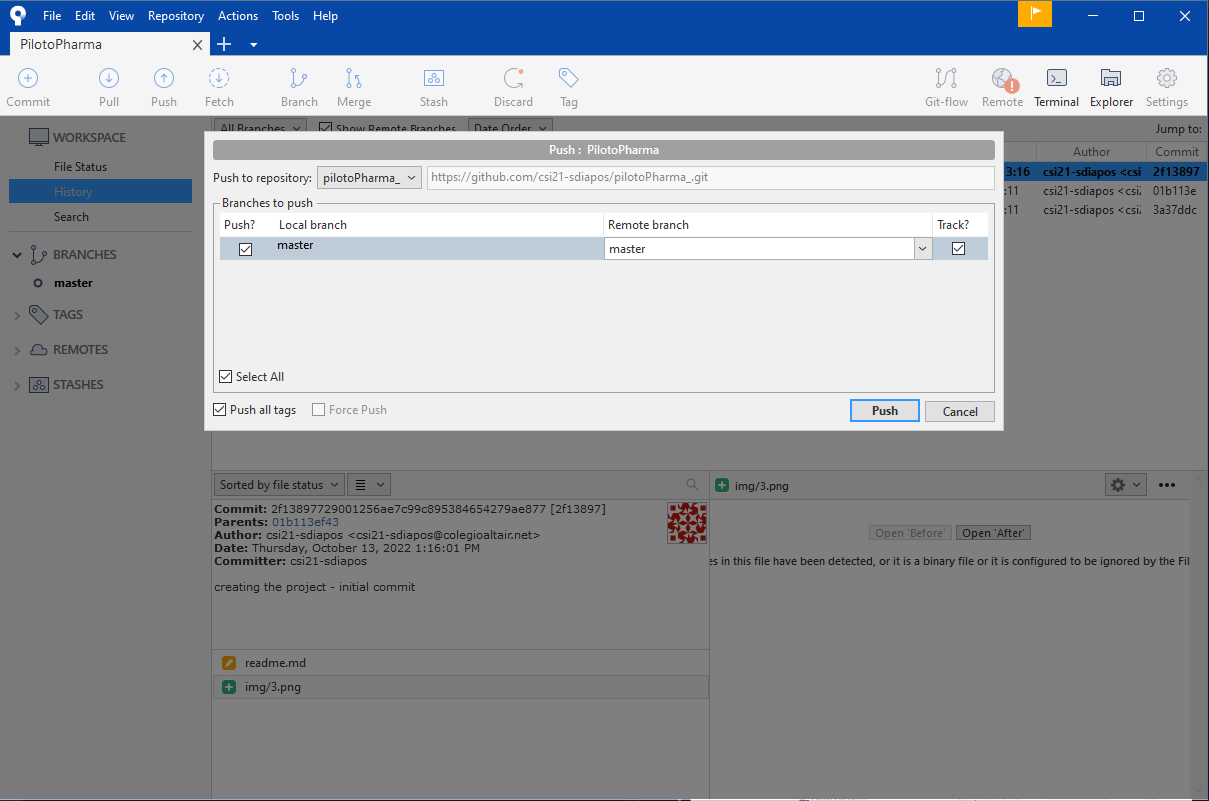 File Edit View Repository Actions Tools Help
PilotoPharma
Commit Pull Push Fetch Branch Merge Stash Discard Tag Git-flow Remote Terminal Explorer Settings
WORKSPACE
File Status
History
Search
BRANCHES
master
TAGS
REMOTES
STASHES
All Branches Show Remote Branches Date Order Jump to:
Author Commit
3:16 csi21-sdiapos <csi 2f13897
:11 csi21-sdiapos <csi 01b113e
:11 csi21-sdiapos <csi 3a37ddc
Push : PilotoPharma
Push to repository: pilotoPharma_ https://github.com/csi21-sdiapos/pilotoPharma_.git
Branches to push
Push? Local branch Remote branch Track?
master master
Select All
Push all tags Force Push Push Cancel
Sorted by file status
Commit: 2f13897729001256ae7c99c895384654279ae877 [2f13897]
Parents: 01b113ef43
Author: csi21-sdiapos <csi21-sdiapos@colegioaltair.net>
Date: Thursday, October 13, 2022 1:16:01 PM
Committer: csi21-sdiapos
creating the project - initial commit
readme.md
img/3.png
img/3.png
Open 'Before' Open 'After'
es in this file have been detected, or it is a binary file or it is configured to be ignored by the Fil